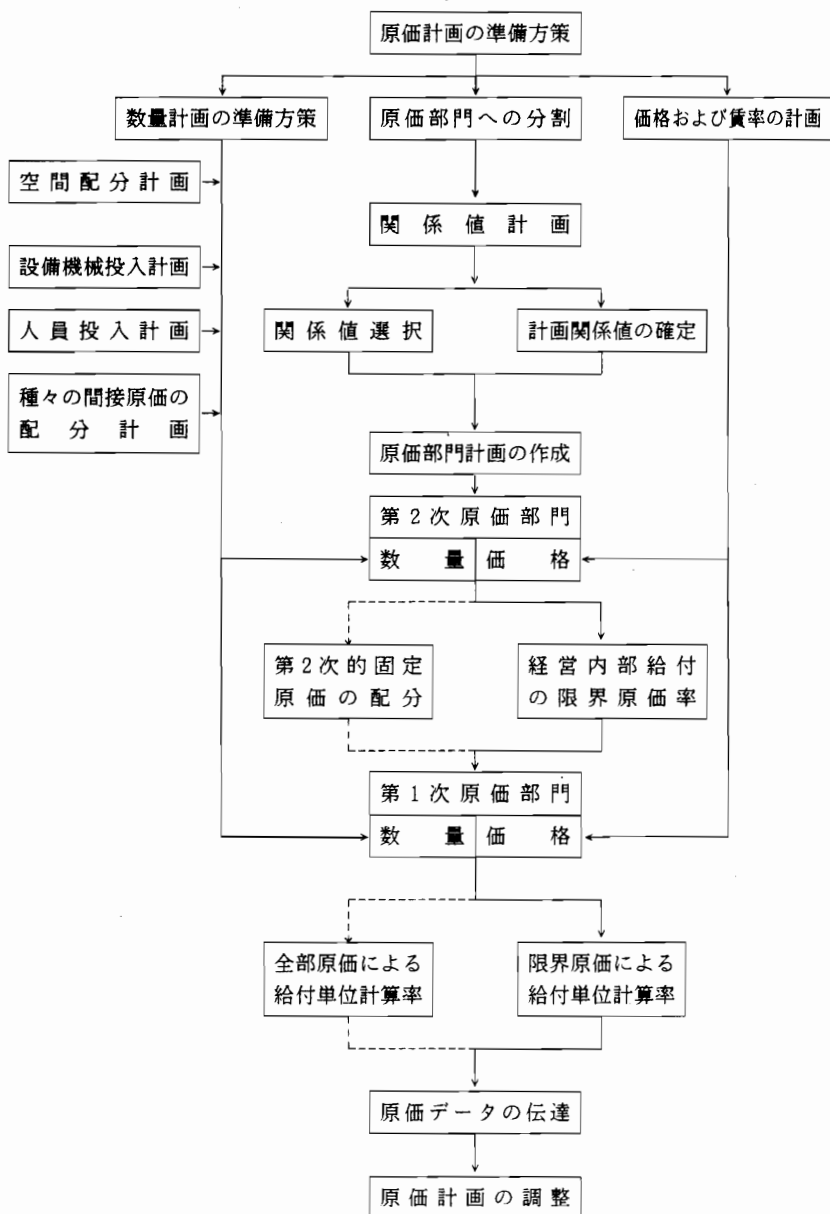 原価計画の準備方策
数量計画の準備方策
原価部門への分割
価格および賃率の計画
空間配分計画
関係値計画
設備機械投入計画
人員投入計画
関係値選択
計画関係値の確定
種々の間接原価の
配分計画
原価部門計画の作成
第2次原価部門
数量
価格
第2次的固定
原価の配分
経営内部給付
の限界原価率
第1次原価部門
数量
価格
全部原価による
給付単位計算率
限界原価による
給付単位計算率
原価データの伝達
原価計画の調整